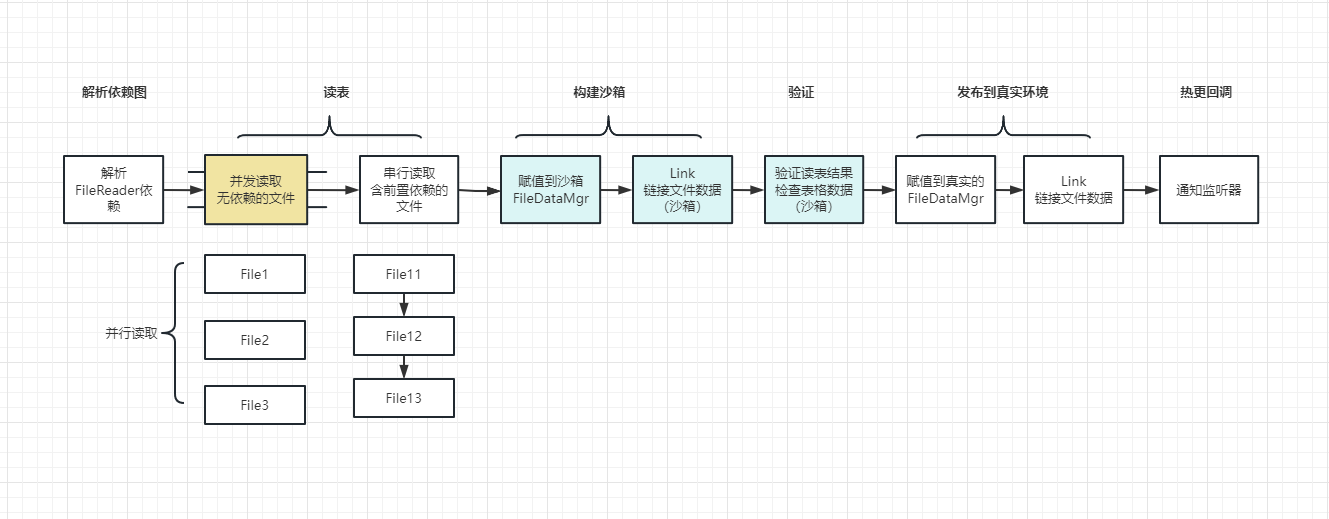 解析依赖图
读表
构建沙箱
验证
发布到真实环境
热更回调
解析
FileReader依
赖
并发读取
无依赖的文件
串行读取
含前置依赖的
文件
赋值到沙箱
FileDataMgr
Link
链接文件数据
（沙箱）
验证读表结果
检查表格数据
（沙箱）
赋值到真实的
FileDataMgr
Link
链接文件数据
通知监听器
并行读取
File1
File2
File3
File11
File12
File13